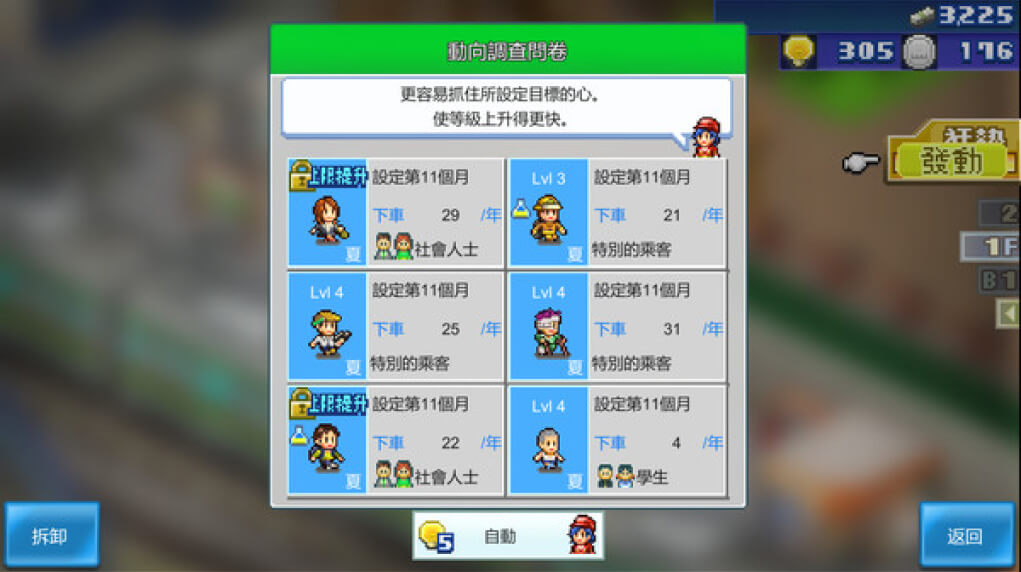 3,225
305
176
動向調查問卷
更容易抓住所設定目標的心。
使等級上升得更快。
狂熱
發動
上限提升
設定第11個月
下車 29 /年
夏
社會人士
Lvl 3
設定第11個月
下車 21 /年
夏
特別的乘客
Lvl 4
設定第11個月
下車 25 /年
夏
特別的乘客
Lvl 4
設定第11個月
下車 31 /年
夏
特別的乘客
上限提升
設定第11個月
下車 22 /年
夏
社會人士
Lvl 4
設定第11個月
下車 4 /年
夏
學生
2
1F
B1
拆卸
5 自動
返回